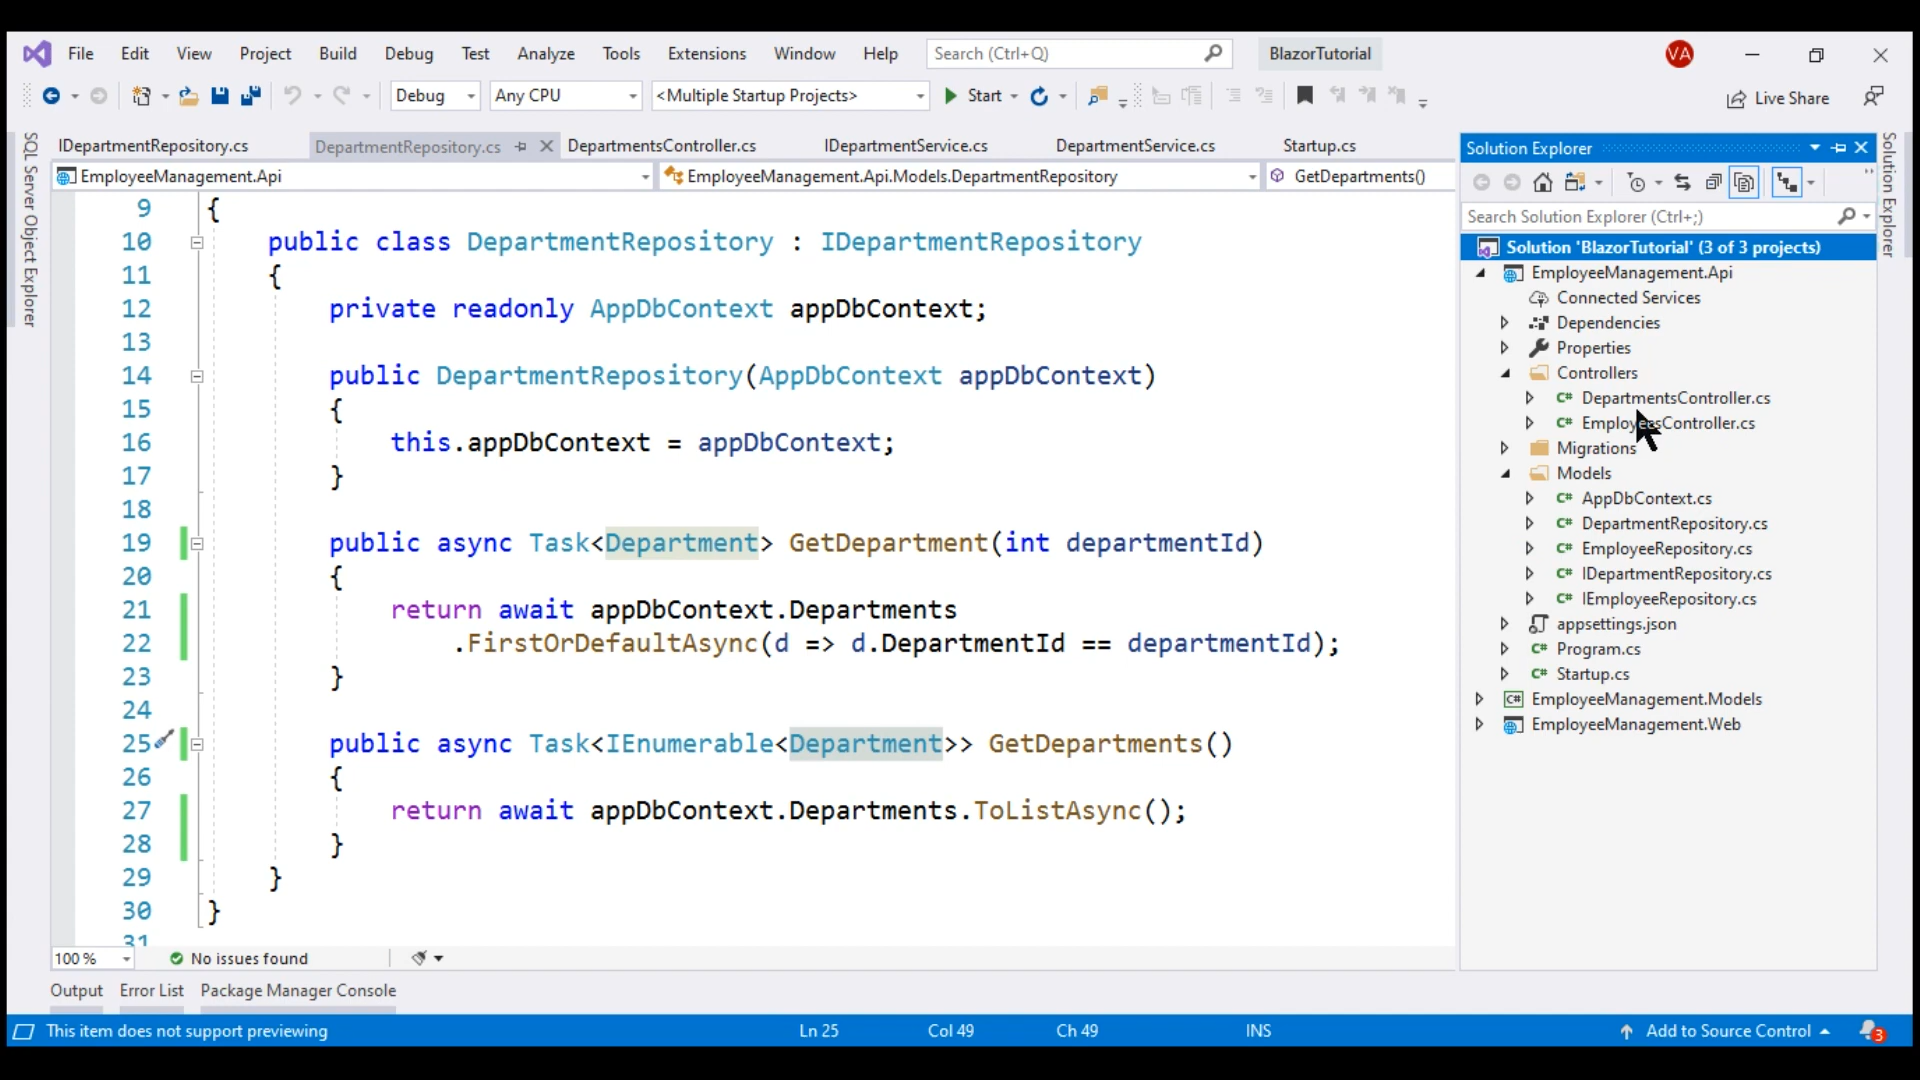 File Edit View Project Build Debug Test Analyze Tools Extensions Window Help Search (Ctrl+Q) BlazorTutorial VA
Debug Any CPU <Multiple Startup Projects> Start Live Share
SQL Server Object Explorer
IDepartmentRepository.cs DepartmentRepository.cs DepartmentsController.cs IDepartmentService.cs DepartmentService.cs Startup.cs
EmployeeManagement.Api EmployeeManagement.Api.Models.DepartmentRepository GetDepartments()
9 {
10 public class DepartmentRepository : IDepartmentRepository
11 {
12 private readonly AppDbContext appDbContext;
13
14 public DepartmentRepository(AppDbContext appDbContext)
15 {
16 this.appDbContext = appDbContext;
17 }
18
19 public async Task<Department> GetDepartment(int departmentId)
20 {
21 return await appDbContext.Departments
22 .FirstOrDefaultAsync(d => d.DepartmentId == departmentId);
23 }
24
25 public async Task<IEnumerable<Department>> GetDepartments()
26 {
27 return await appDbContext.Departments.ToListAsync();
28 }
29 }
30 }
31
100 % No issues found
Solution Explorer
Search Solution Explorer (Ctrl+;)
Solution 'BlazorTutorial' (3 of 3 projects)
EmployeeManagement.Api
Connected Services
Dependencies
Properties
Controllers
C# DepartmentsController.cs
C# EmployeesController.cs
Migrations
Models
C# AppDbContext.cs
C# DepartmentRepository.cs
C# EmployeeRepository.cs
C# IDepartmentRepository.cs
C# IEmployeeRepository.cs
appsettings.json
C# Program.cs
C# Startup.cs
C# EmployeeManagement.Models
EmployeeManagement.Web
Solution Explorer
Output Error List Package Manager Console
This item does not support previewing Ln 25 Col 49 Ch 49 INS Add to Source Control 3